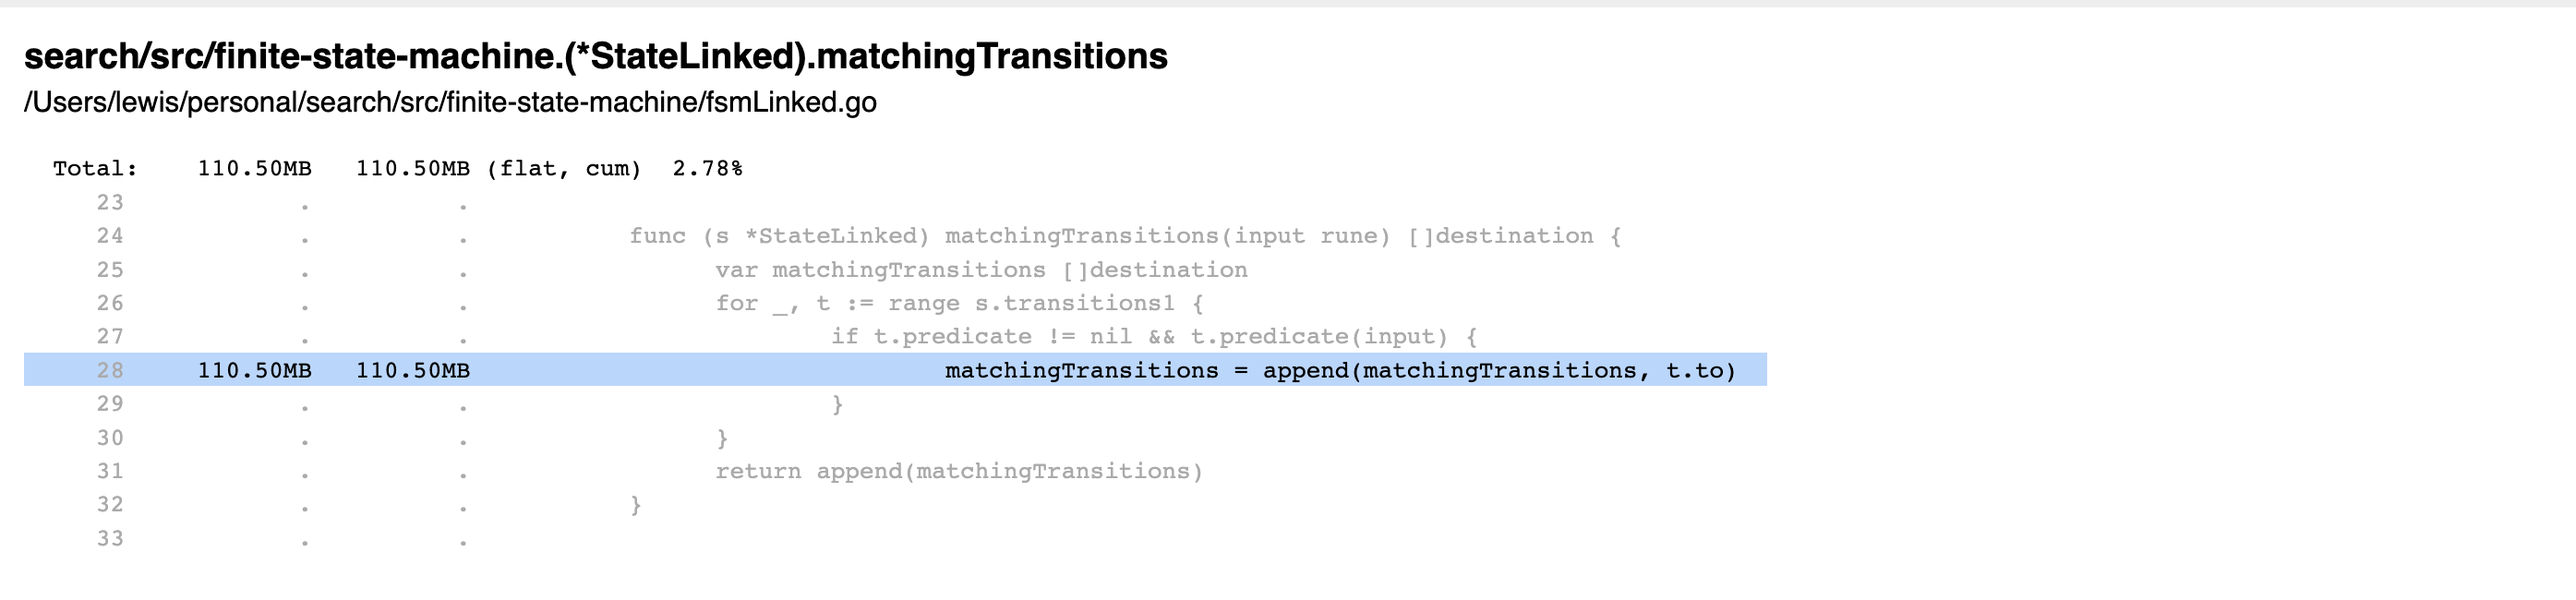 search/src/finite-state-machine.(*StateLinked).matchingTransitions
/Users/lewis/personal/search/src/finite-state-machine/fsmLinked.go
Total: 110.50MB 110.50MB (flat, cum) 2.78%
23 . .
24 . . func (s *StateLinked) matchingTransitions(input rune) []destination {
25 . . var matchingTransitions []destination
26 . . for _, t := range s.transitions1 {
27 . . if t.predicate != nil && t.predicate(input) {
28 110.50MB 110.50MB matchingTransitions = append(matchingTransitions, t.to)
29 . . }
30 . . }
31 . . return append(matchingTransitions)
32 . . }
33 . .